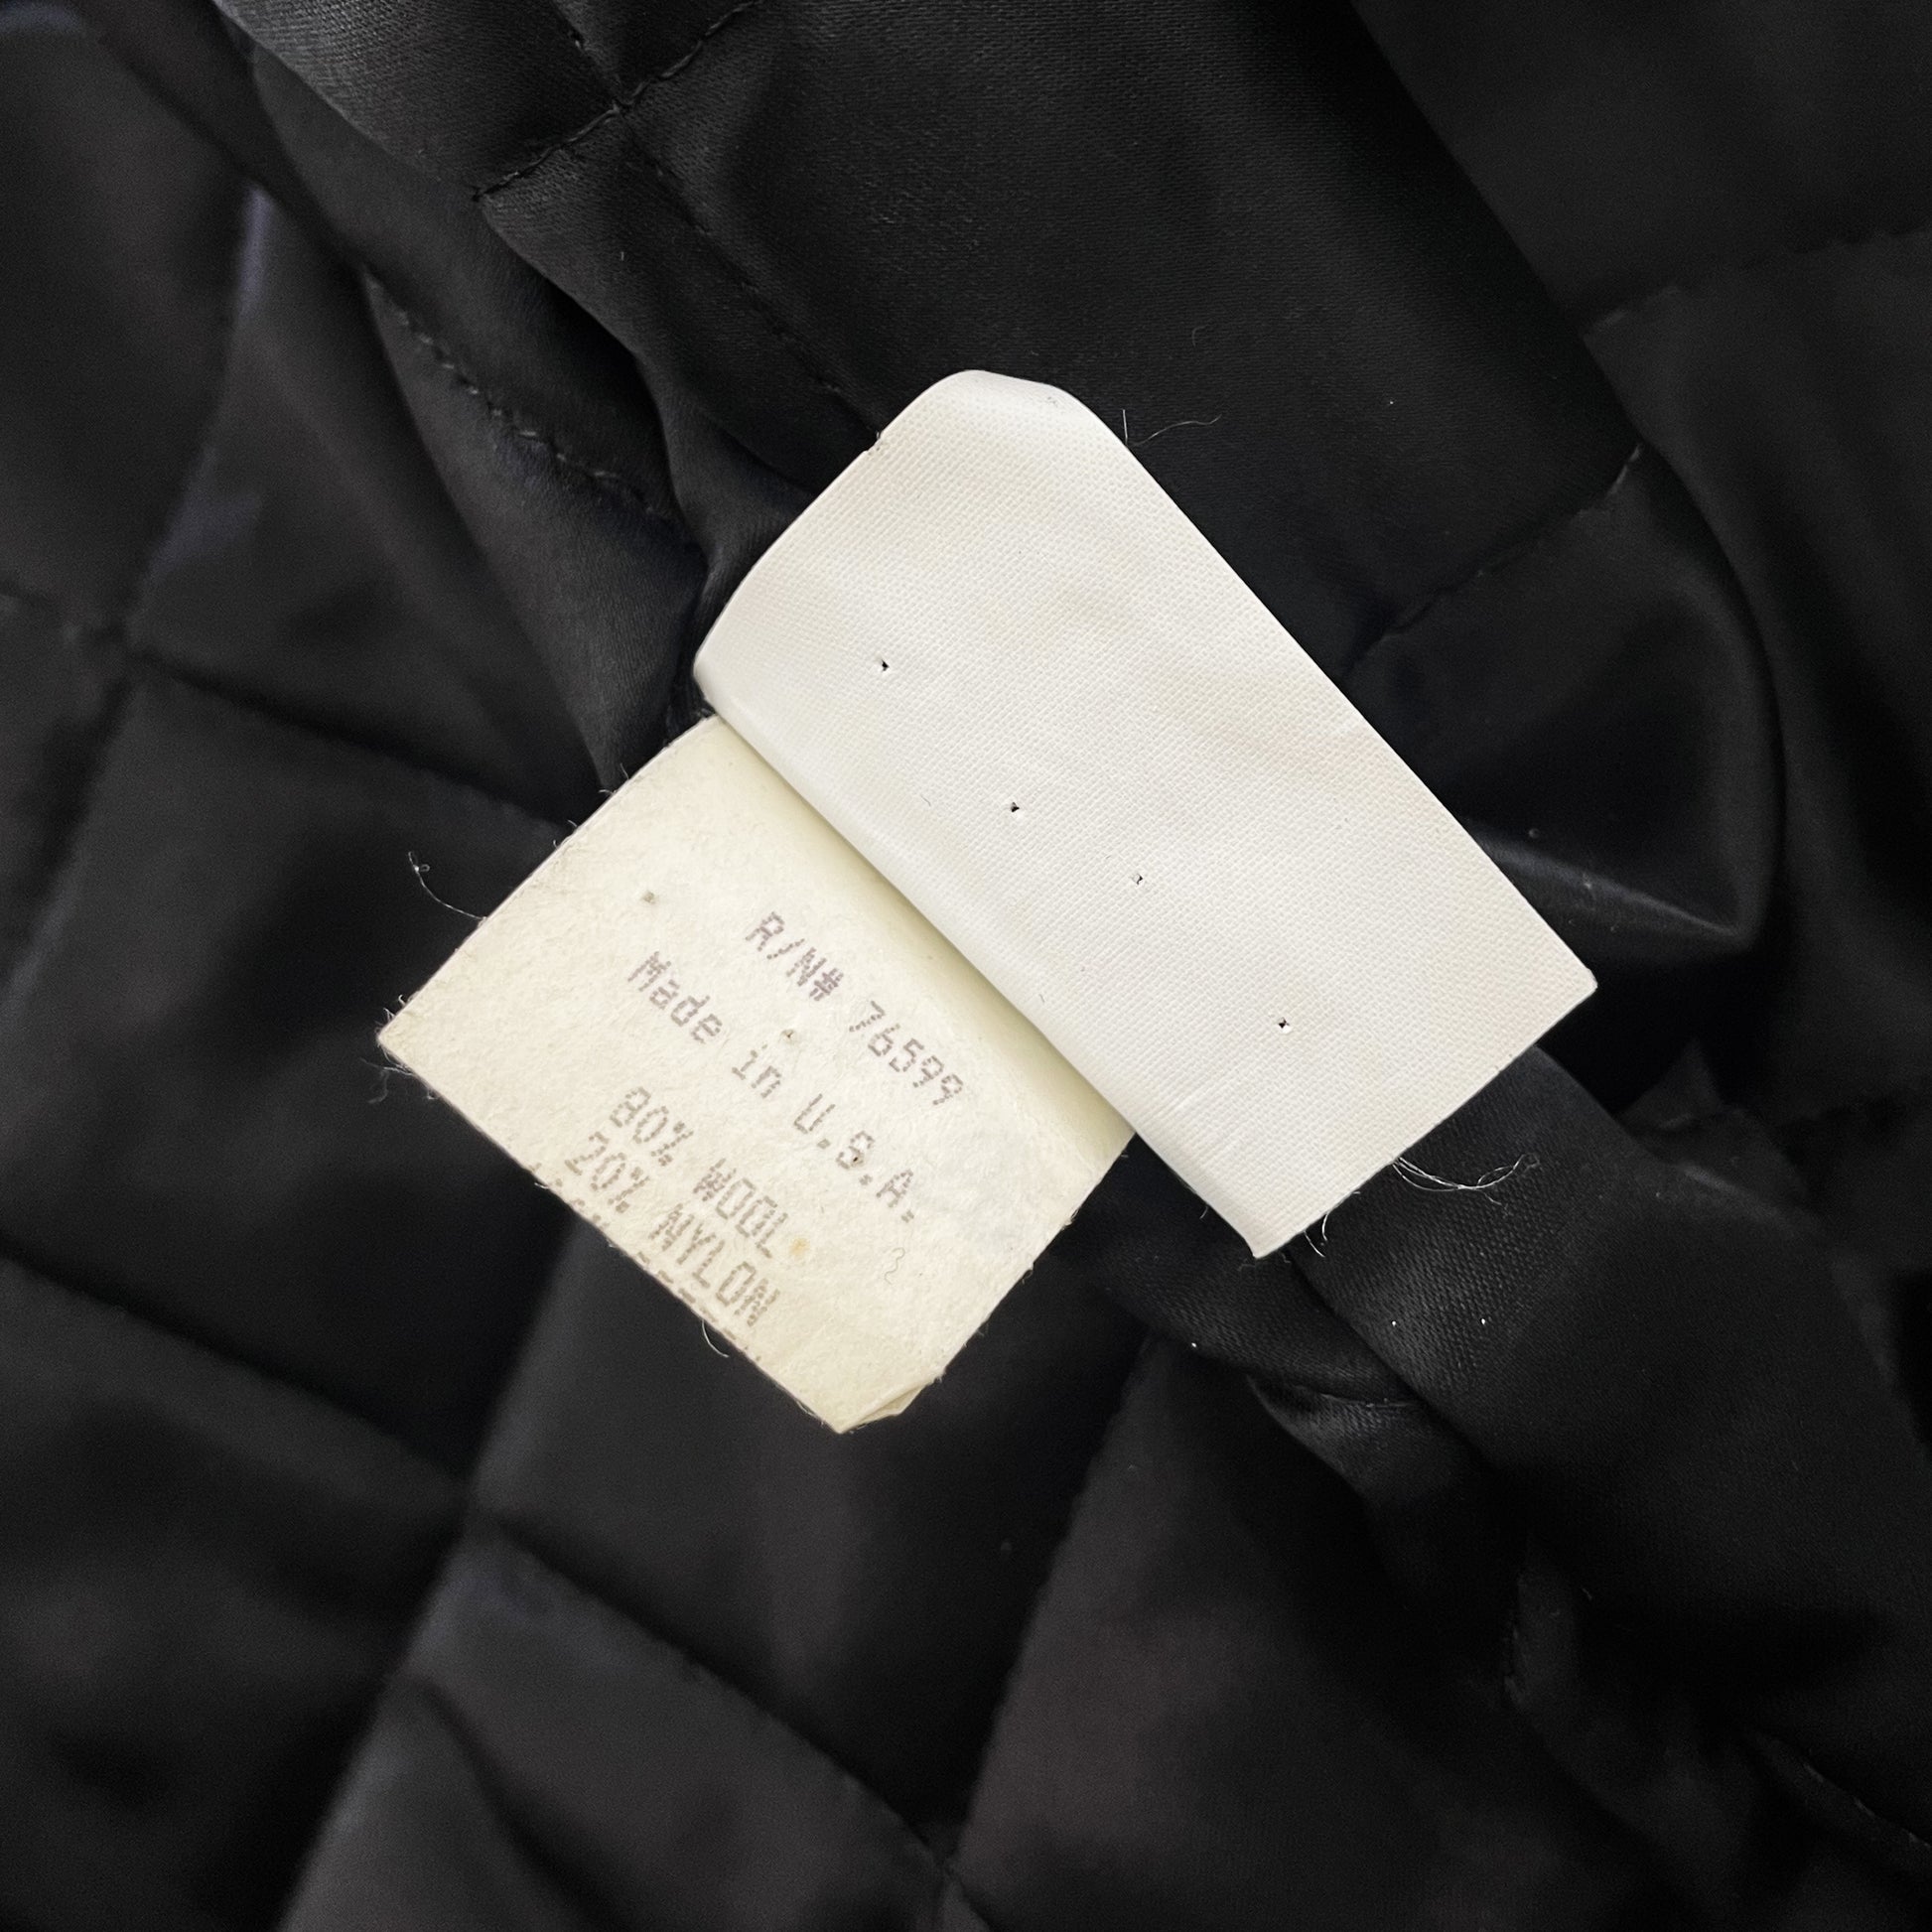 R/N# 76599
Made in U.S.A.
80% WOOL
20% NYLON